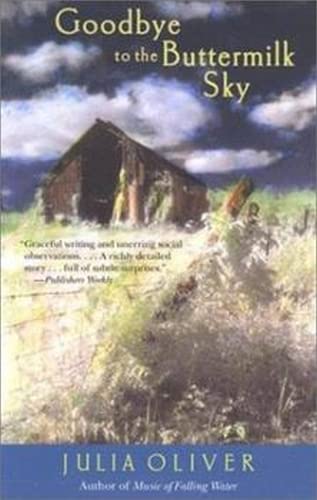 Goodbye
to the Buttermilk
Sky
"Graceful writing and unerring social
observations. . . . A richly detailed
story . . . full of subtle surprises."
—Publishers Weekly
JULIA OLIVER
Author of Music of Falling Water